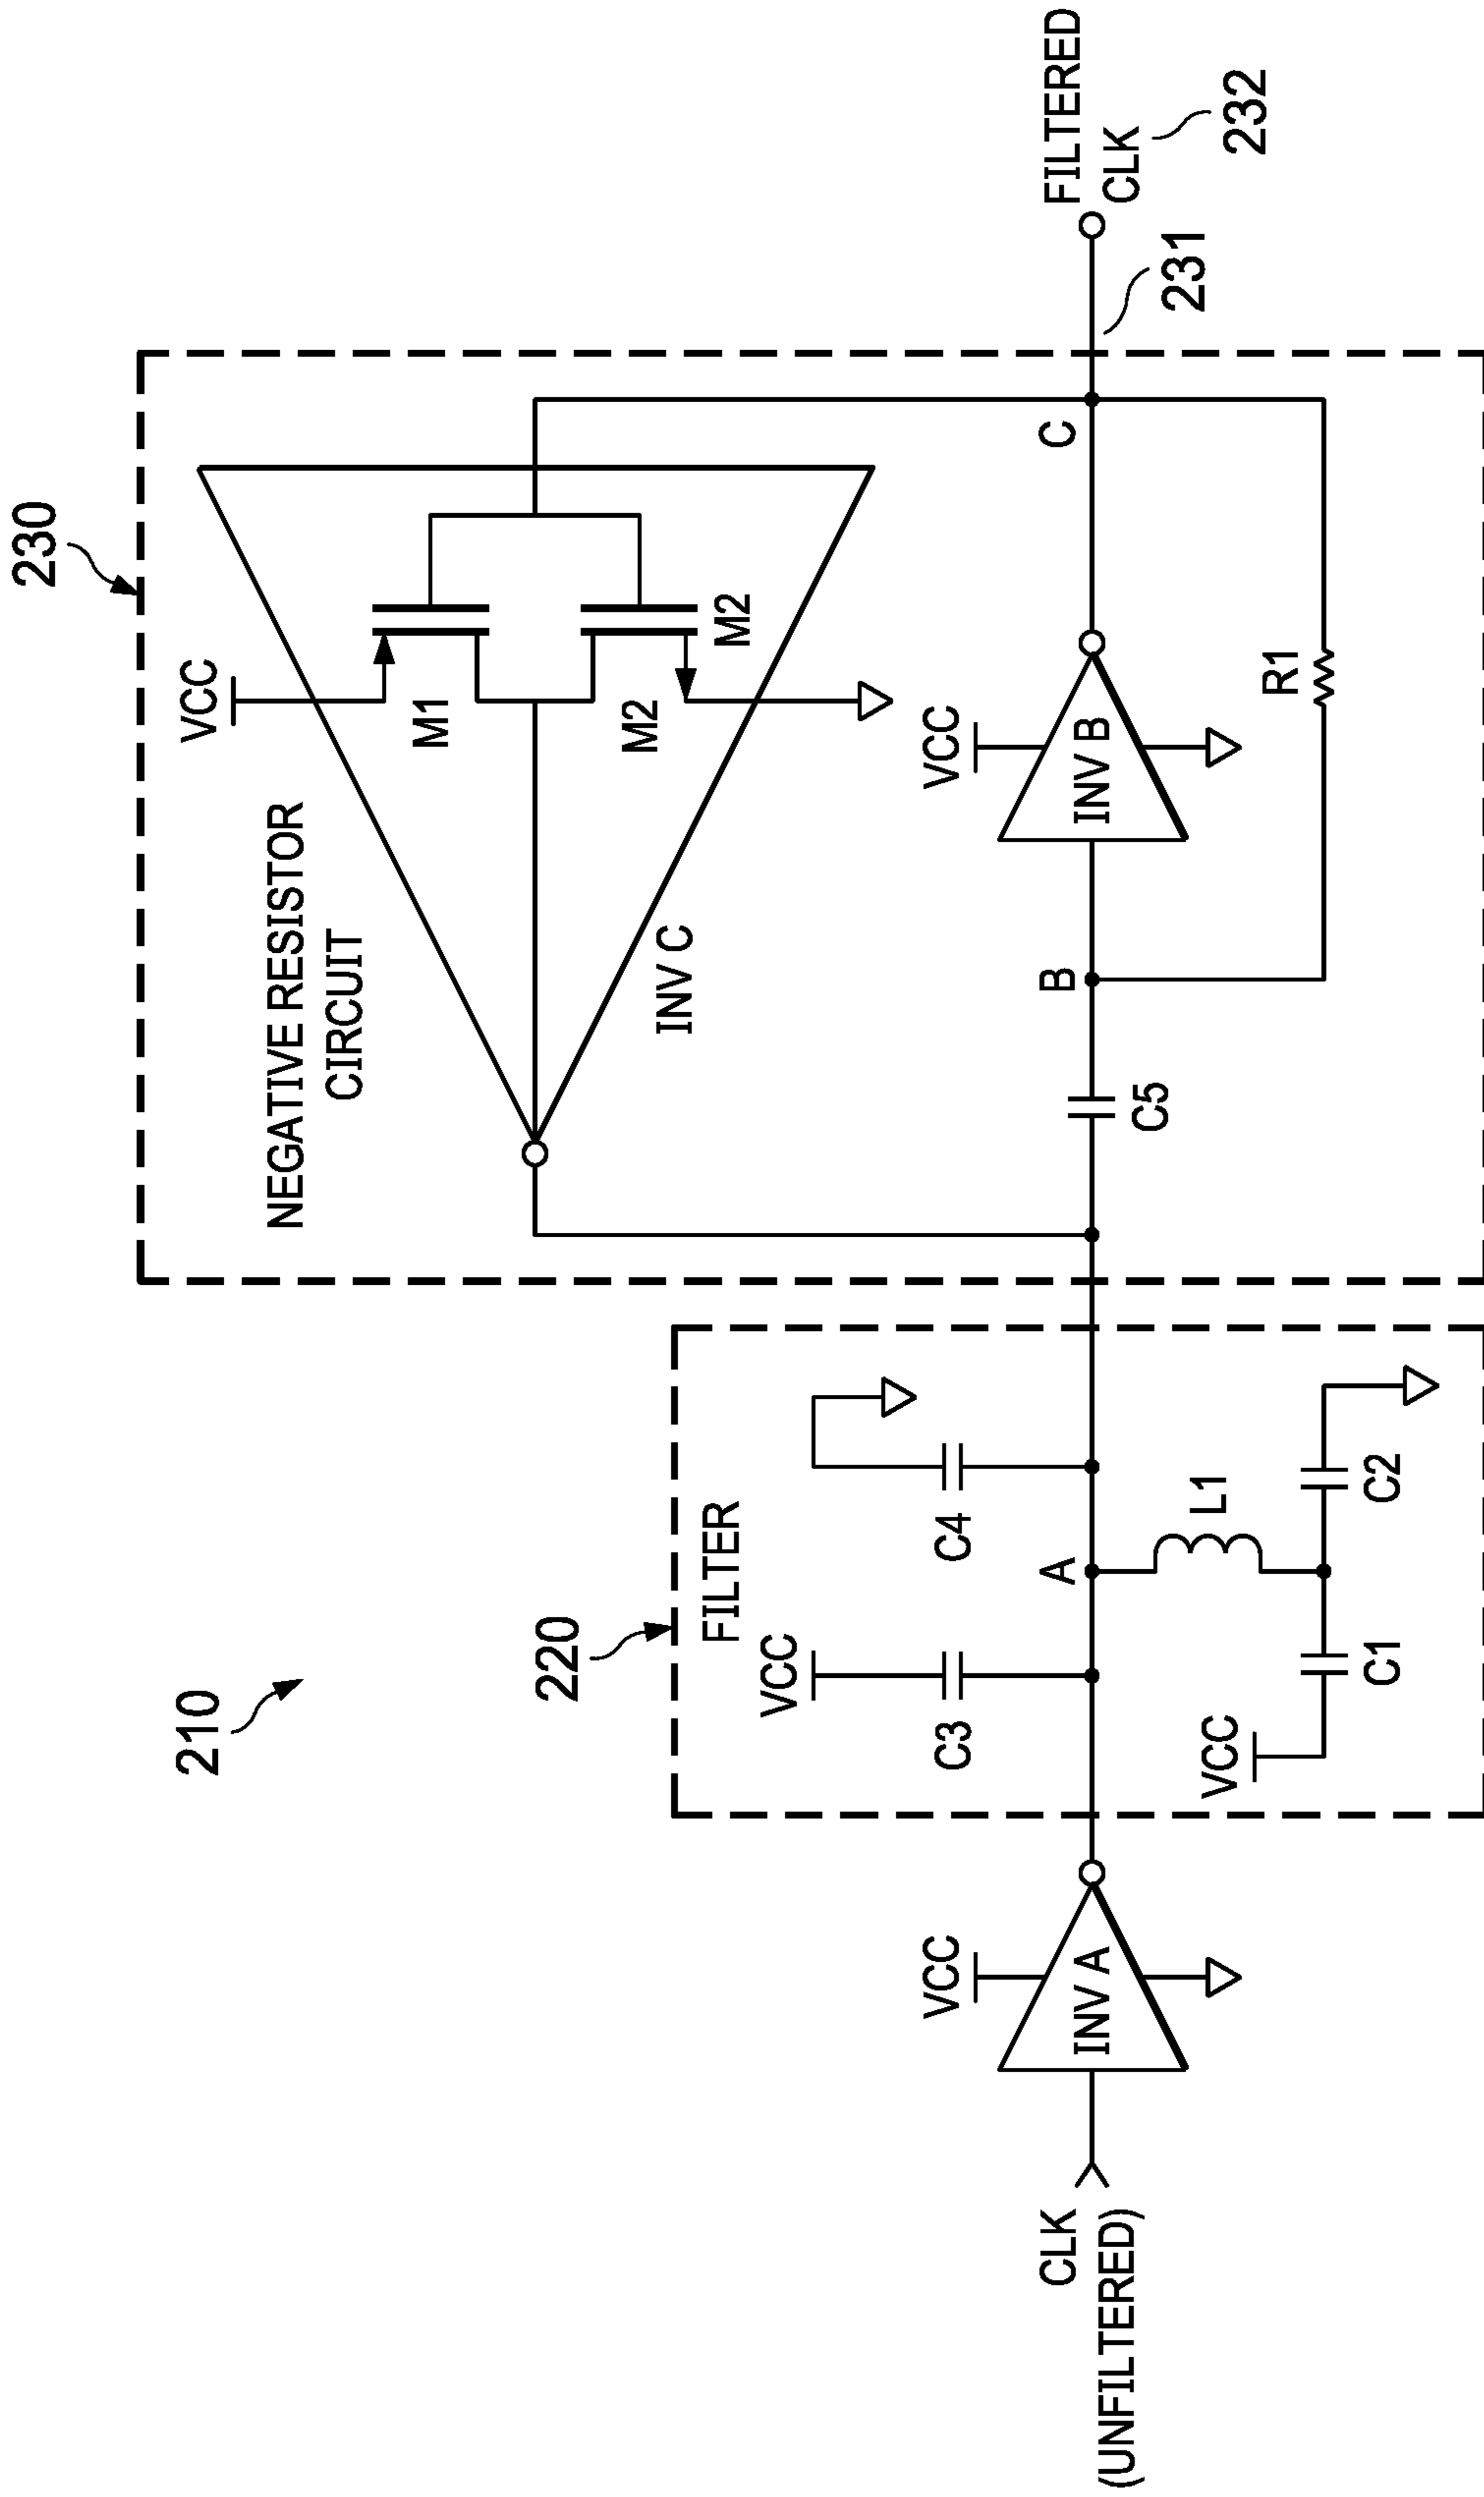 210
230
NEGATIVE RESISTOR
CIRCUIT
VCC
M1
M2
M2
INV C
220
FILTER
VCC
C3
C4
A
L1
VCC
C1
C2
CLK
(UNFILTERED)
VCC
INV A
C5
B
VCC
INV B
R1
C
231
FILTERED
CLK
232